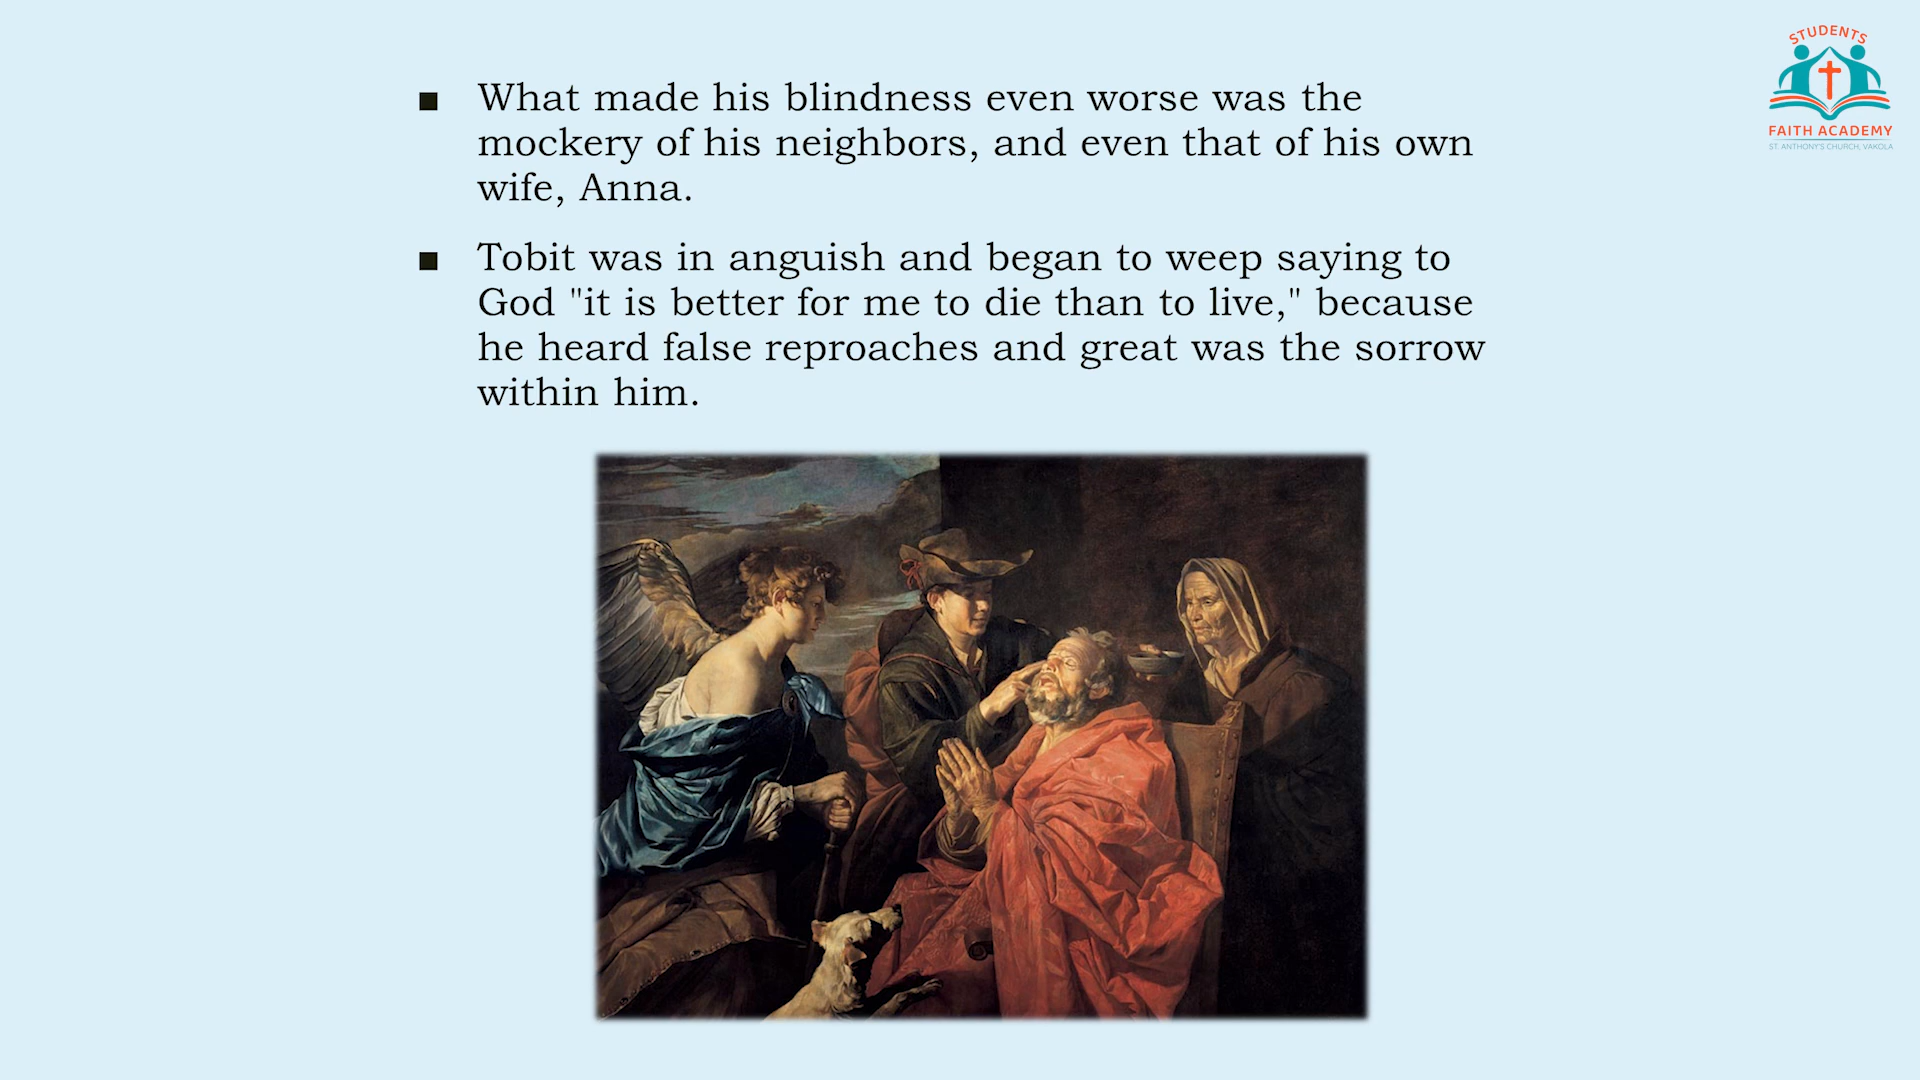 What made his blindness even worse was the
mockery of his neighbors, and even that of his own
wife, Anna.
Tobit was in anguish and began to weep saying to
God "it is better for me to die than to live," because
he heard false reproaches and great was the sorrow
within him.
STUDENTS
FAITH ACADEMY
ST. ANTHONY'S CHURCH, VAKOLA